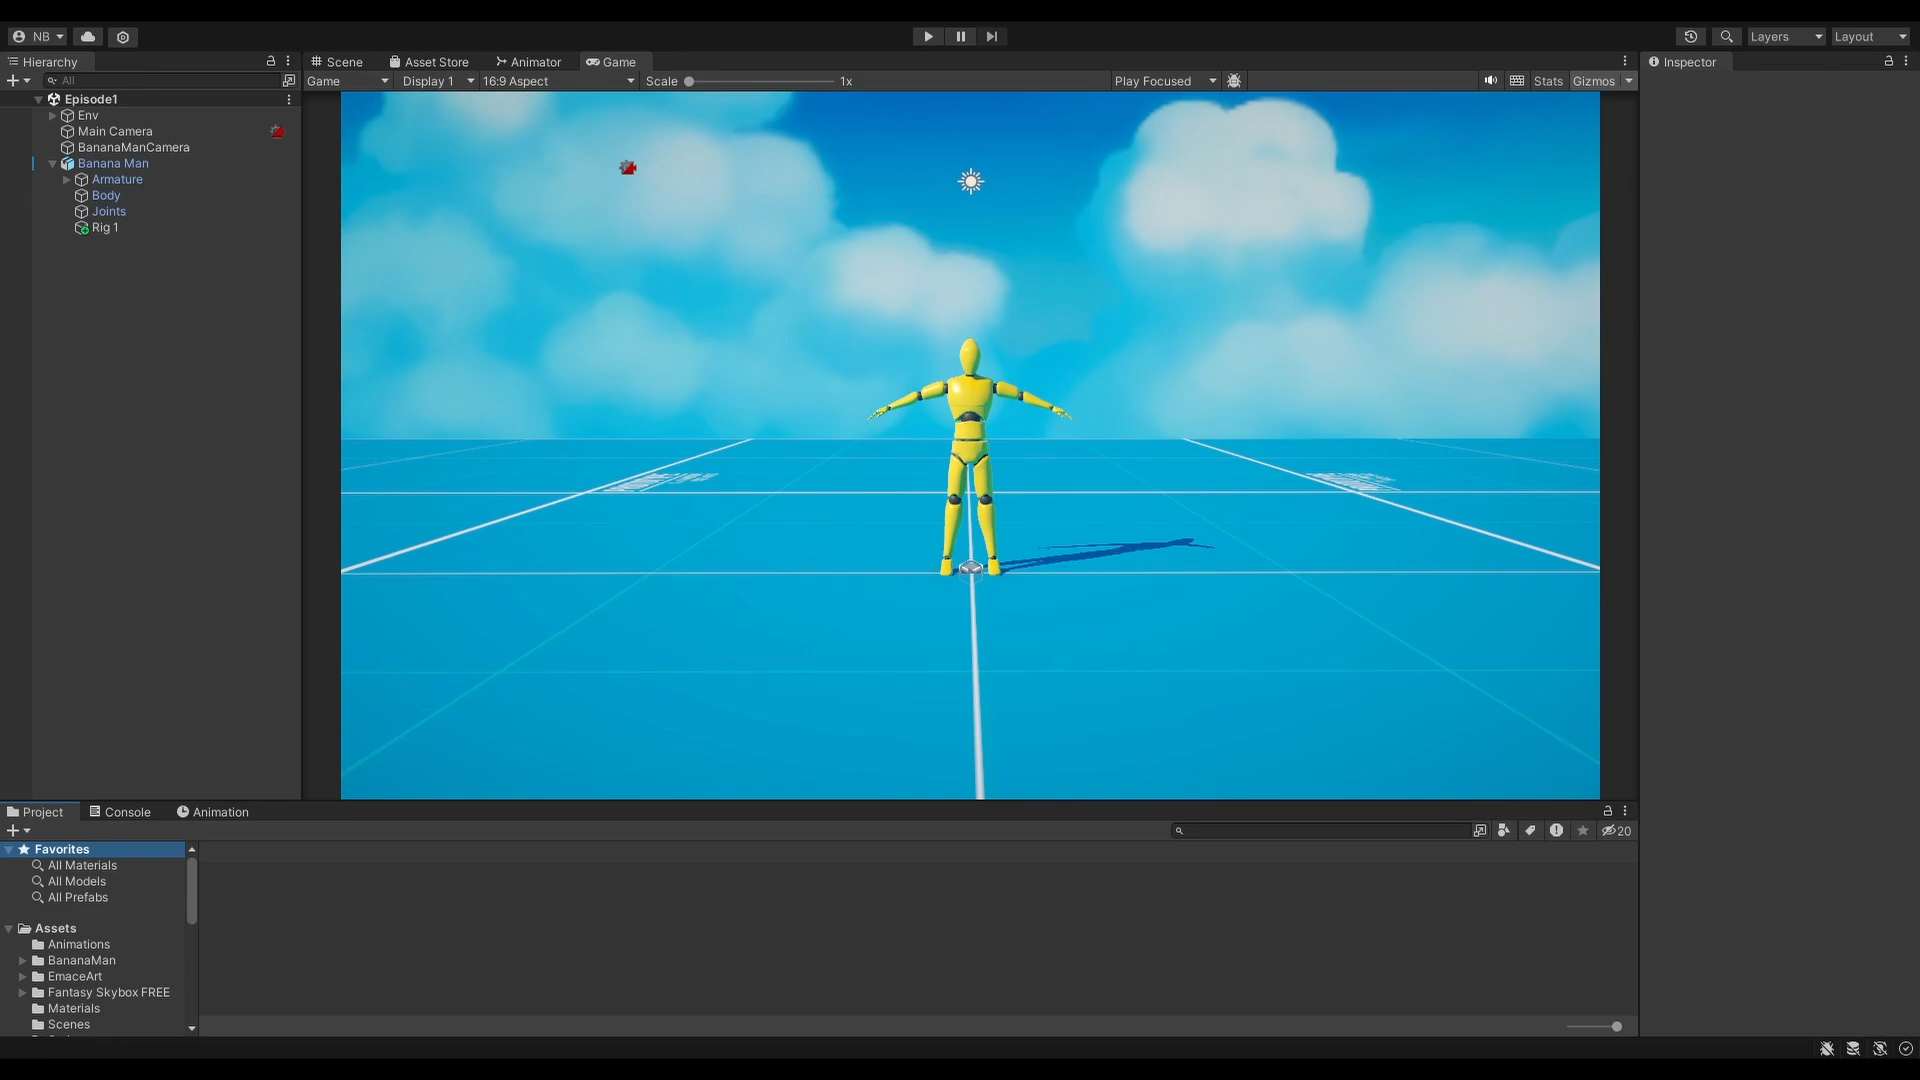 NB
Layers
Layout
Hierarchy
Scene
Asset Store
Animator
Game
Inspector
All
Game
Display 1
16:9 Aspect
Scale
1x
Play Focused
Stats
Gizmos
Episode1
Env
Main Camera
BananaManCamera
Banana Man
Armature
Body
Joints
Rig 1
Project
Console
Animation
20
Favorites
All Materials
All Models
All Prefabs
Assets
Animations
BananaMan
EmaceArt
Fantasy Skybox FREE
Materials
Scenes